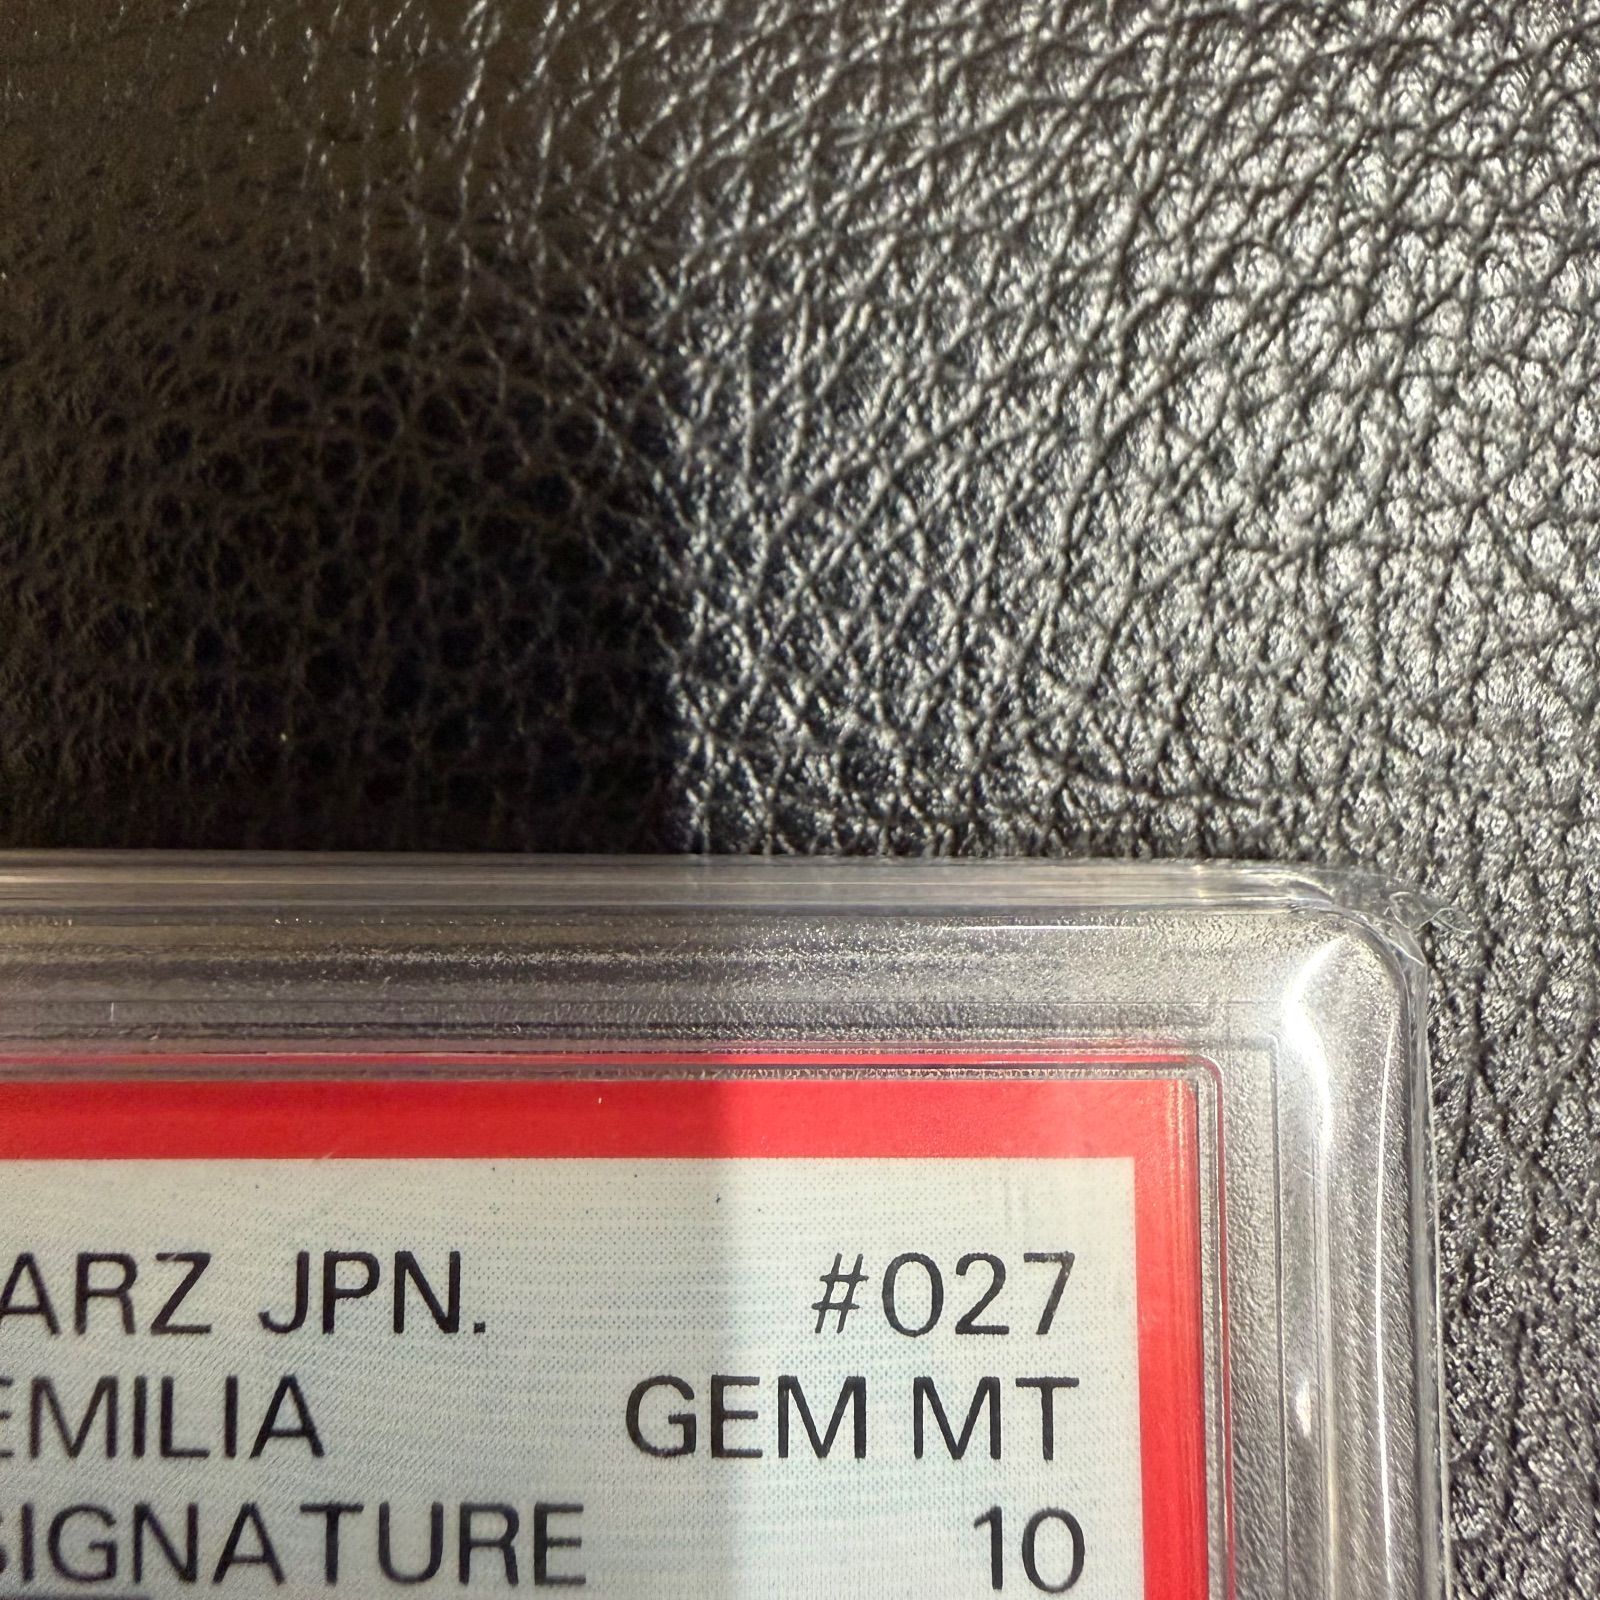 ARZ JPN. #027
EMILIA GEM MT
SIGNATURE 10